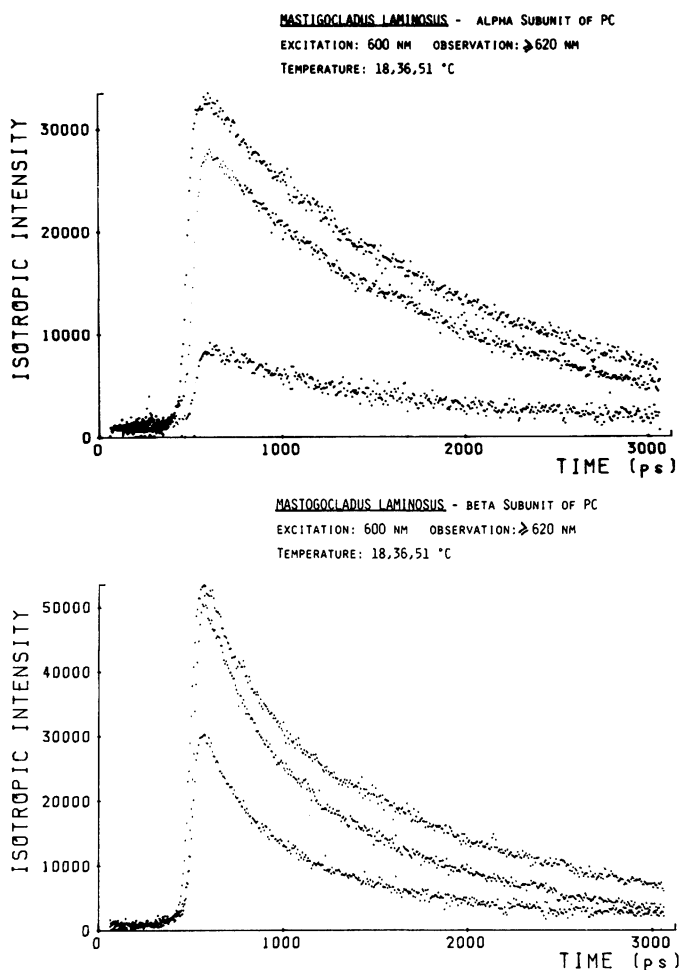 MASTIGOCLADUS LAMINOSUS - ALPHA SUBUNIT OF PC
EXCITATION: 600 NM OBSERVATION: ⩾620 NM
TEMPERATURE: 18,36,51 °C
ISOTROPIC INTENSITY
30000
20000
10000
0
0 1000 2000 3000
TIME (ps)
MASTOGOCLADUS LAMINOSUS - BETA SUBUNIT OF PC
EXCITATION: 600 NM OBSERVATION: ⩾620 NM
TEMPERATURE: 18,36,51 °C
ISOTROPIC INTENSITY
50000
40000
30000
20000
10000
0
0 1000 2000 3000
TIME (ps)